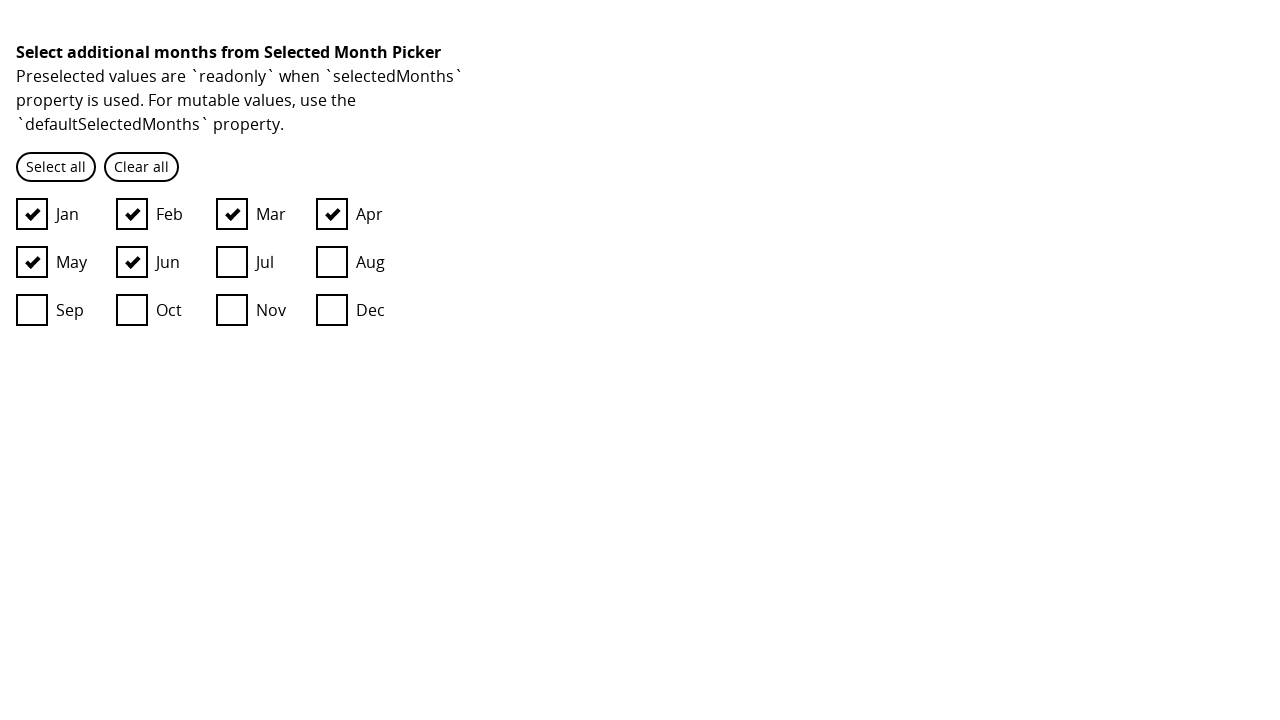 Select additional months from Selected Month Picker
Preselected values are `readonly` when `selectedMonths`
property is used. For mutable values, use the
`defaultSelectedMonths` property.
Select all Clear all
Jan Feb Mar Apr
May Jun Jul Aug
Sep Oct Nov Dec